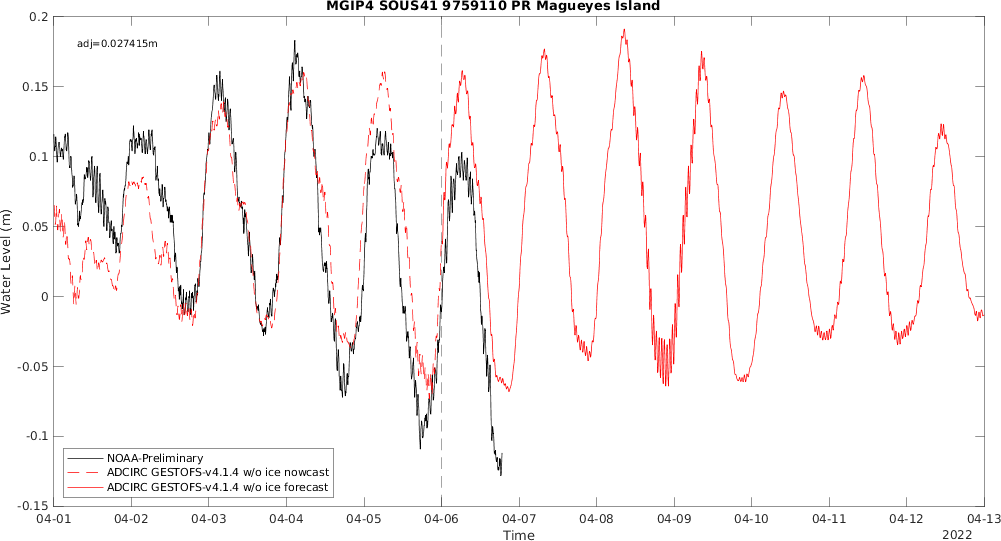 MGIP4 SOUS41 9759110 PR Magueyes Island
adj=0.027415m
0.2
0.15
0.1
0.05
0
-0.05
-0.1
-0.15
Water Level (m)
NOAA-Preliminary
ADCIRC GESTOFS-v4.1.4 w/o ice nowcast
ADCIRC GESTOFS-v4.1.4 w/o ice forecast
04-01 04-02 04-03 04-04 04-05 04-06 04-07 04-08 04-09 04-10 04-11 04-12 04-13
Time
2022